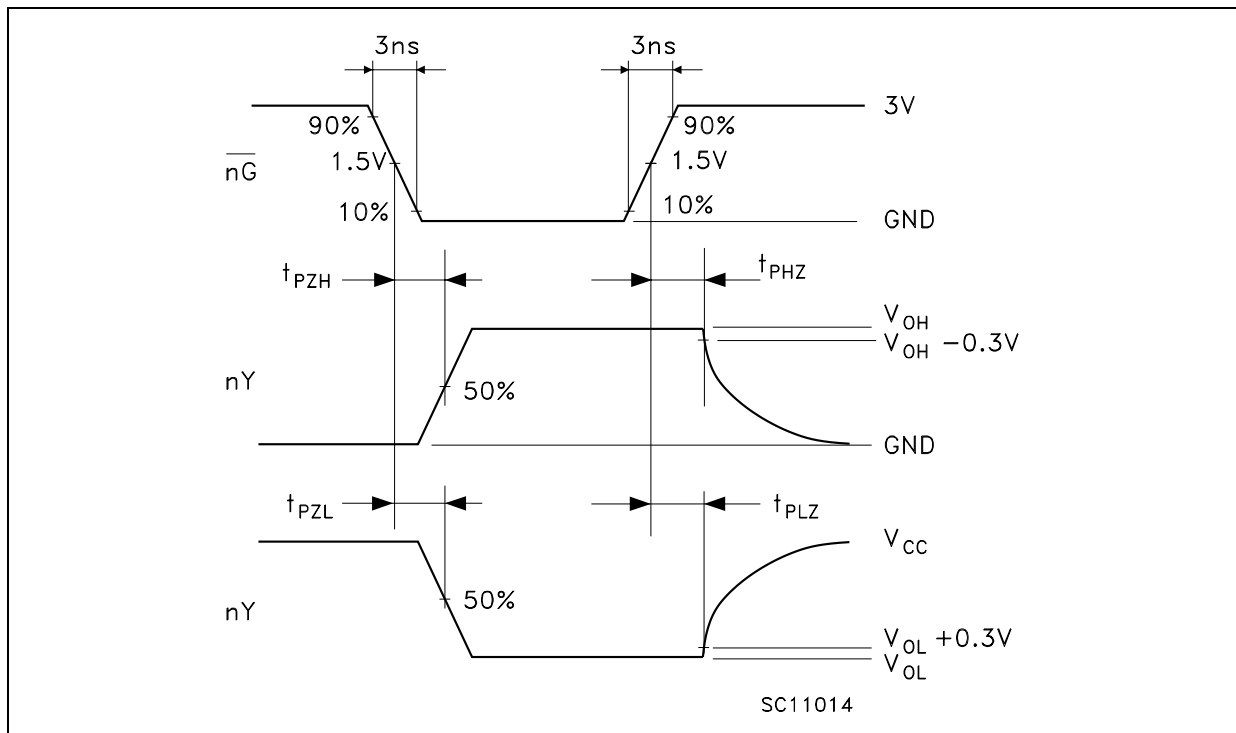 3ns 3ns
3V
90% 90%
n̅G̅ 1.5V 1.5V
10% 10%
GND
tPZH tPHZ
VOH
VOH −0.3V
nY 50%
GND
tPZL tPLZ
VCC
50%
nY
VOL +0.3V
VOL
SC11014